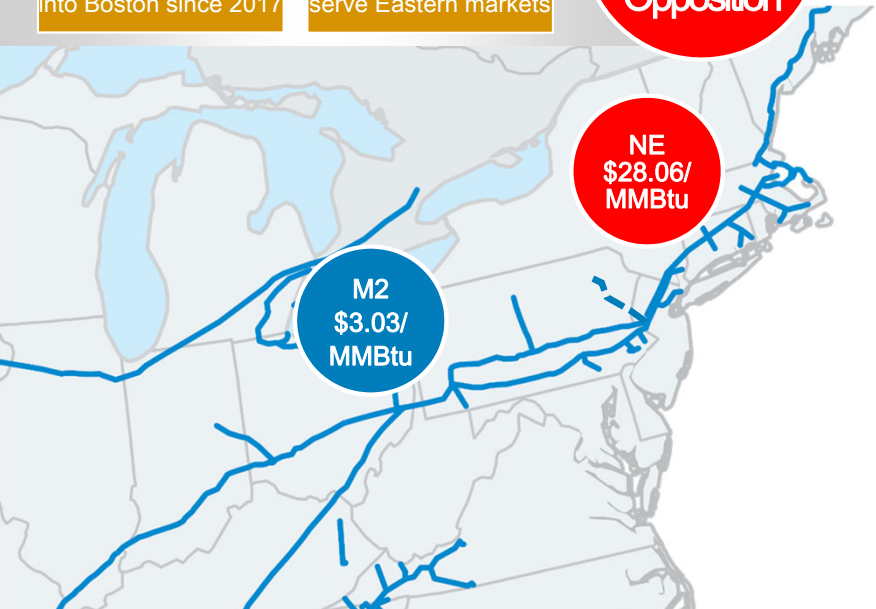 into Boston since 2017
serve Eastern markets
Opposition
NE
$28.06/
MMBtu
M2
$3.03/
MMBtu